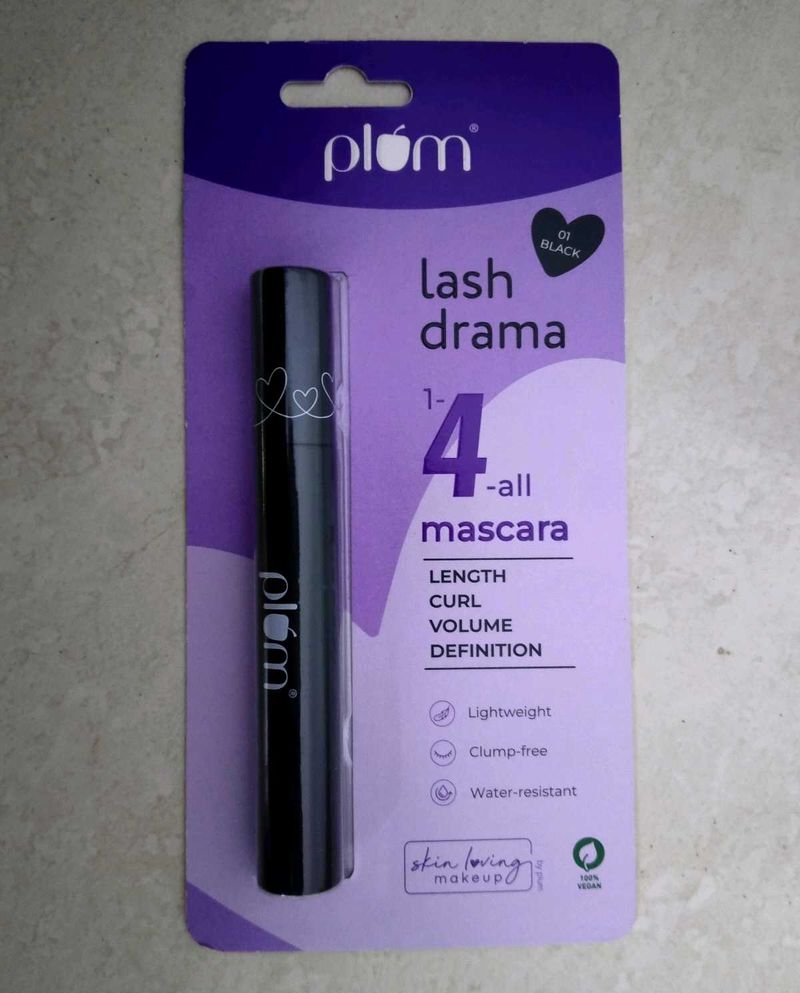 plum®
01
BLACK
lash
drama
1-4-all
mascara
LENGTH
CURL
VOLUME
DEFINITION
Lightweight
Clump-free
Water-resistant
skin loving
makeup
by plum
100%
VEGAN
plum®